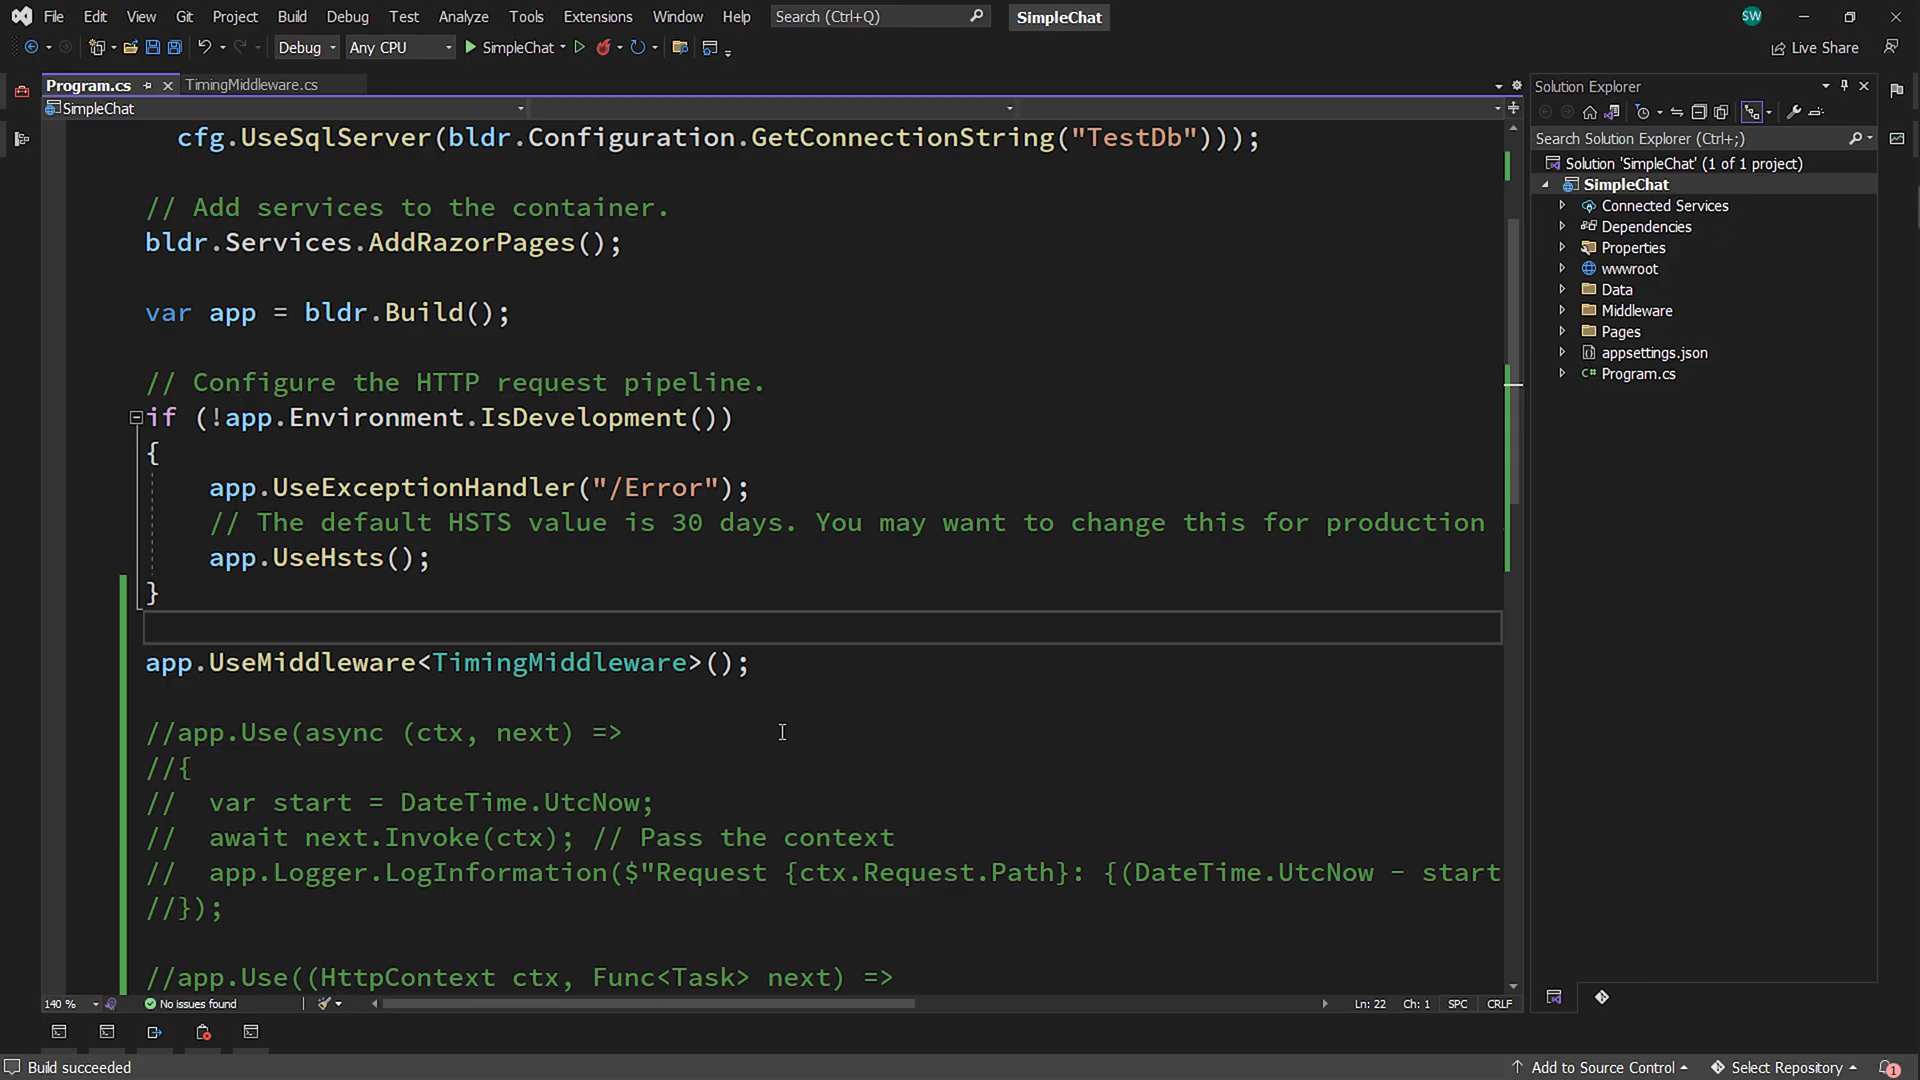 File Edit View Git Project Build Debug Test Analyze Tools Extensions Window Help Search (Ctrl+Q) SimpleChat SW
Debug Any CPU SimpleChat Live Share
Program.cs TimingMiddleware.cs
SimpleChat
cfg.UseSqlServer(bldr.Configuration.GetConnectionString("TestDb")));
// Add services to the container.
bldr.Services.AddRazorPages();
var app = bldr.Build();
// Configure the HTTP request pipeline.
if (!app.Environment.IsDevelopment())
{
app.UseExceptionHandler("/Error");
// The default HSTS value is 30 days. You may want to change this for production
app.UseHsts();
}
app.UseMiddleware<TimingMiddleware>();
//app.Use(async (ctx, next) =>
//{
// var start = DateTime.UtcNow;
// await next.Invoke(ctx); // Pass the context
// app.Logger.LogInformation($"Request {ctx.Request.Path}: {(DateTime.UtcNow - start
//});
//app.Use((HttpContext ctx, Func<Task> next) =>
140 % No issues found Ln: 22 Ch: 1 SPC CRLF
Solution Explorer
Search Solution Explorer (Ctrl+;)
Solution 'SimpleChat' (1 of 1 project)
SimpleChat
Connected Services
Dependencies
Properties
wwwroot
Data
Middleware
Pages
appsettings.json
C# Program.cs
Build succeeded Add to Source Control Select Repository 1